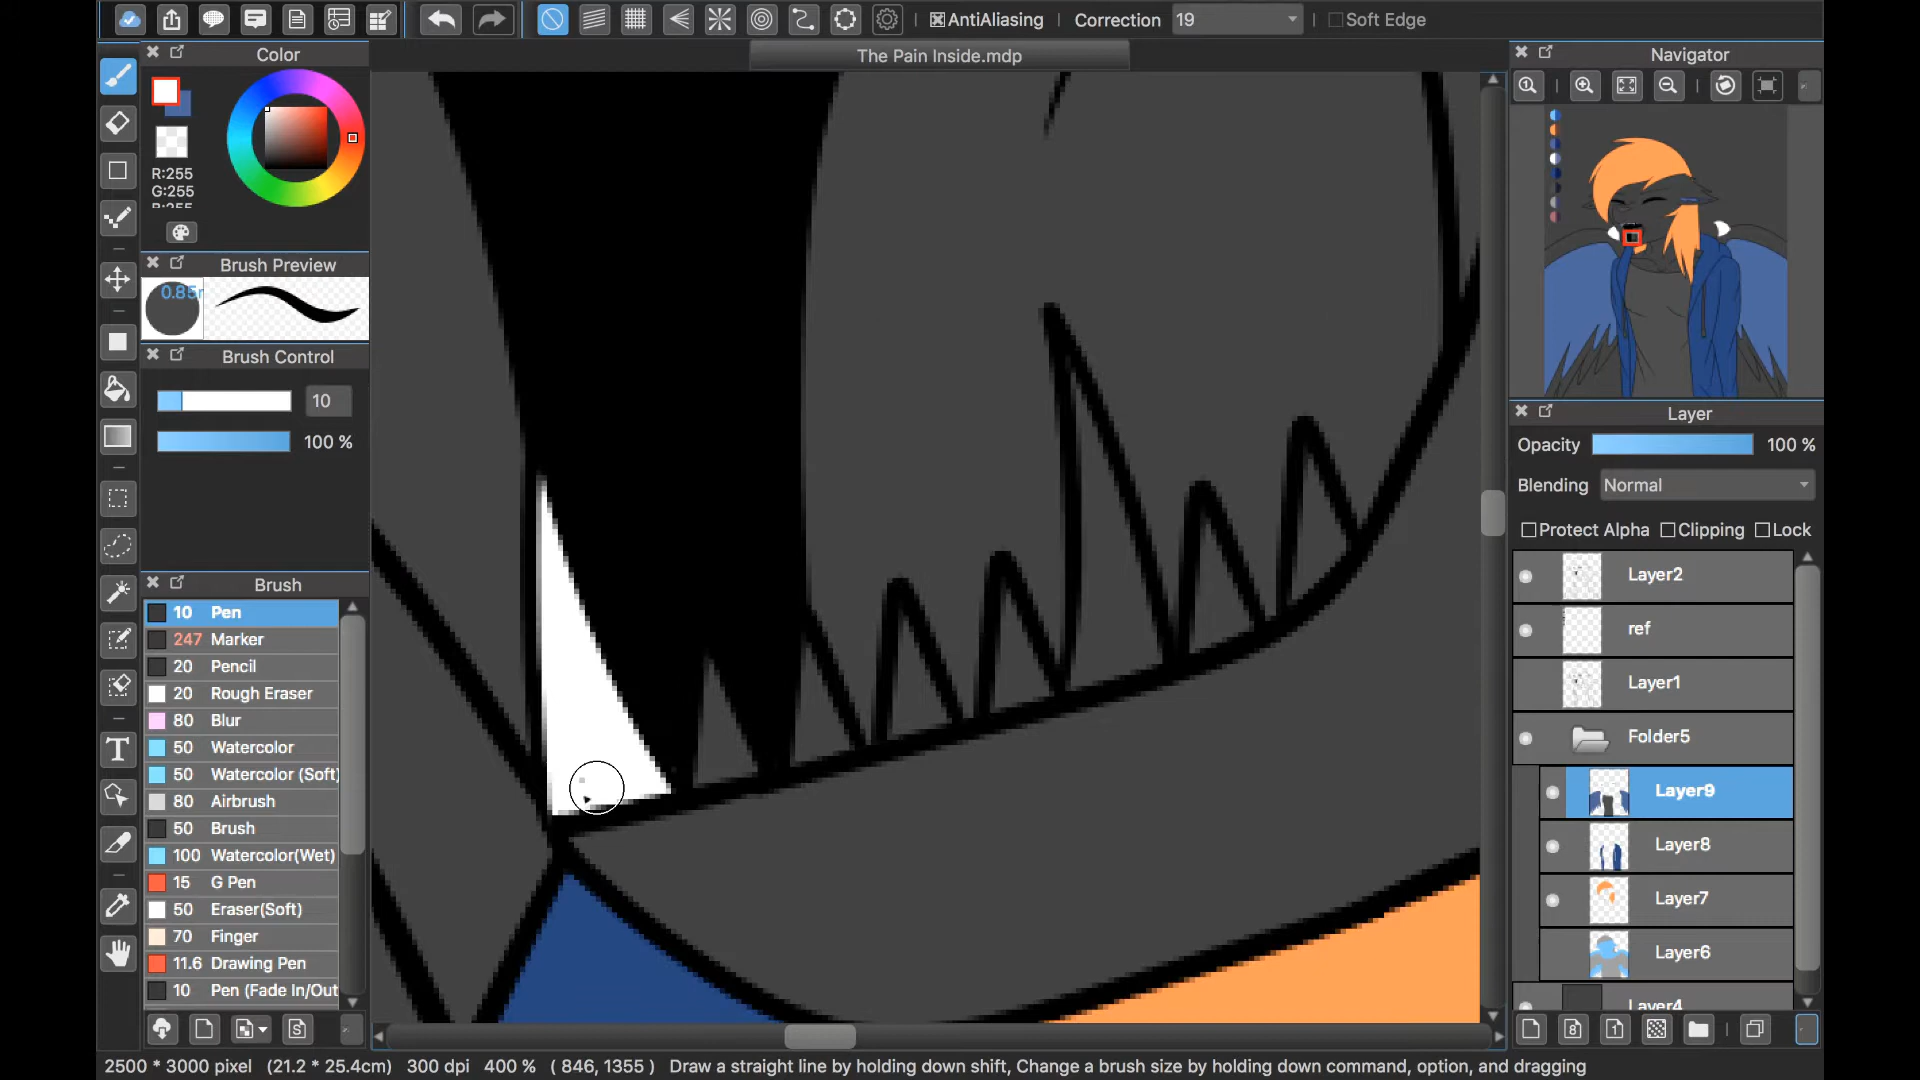 AntiAliasing
Correction 19
Soft Edge
The Pain Inside.mdp
Color
R:255
G:255
Brush Preview
Brush Control
10
100 %
Brush
10 Pen
247 Marker
20 Pencil
20 Rough Eraser
80 Blur
50 Watercolor
50 Watercolor (Soft)
80 Airbrush
50 Brush
100 Watercolor(Wet)
15 G Pen
50 Eraser(Soft)
70 Finger
11.6 Drawing Pen
10 Pen (Fade In/Out
Navigator
Layer
Opacity 100 %
Blending Normal
Protect Alpha Clipping Lock
Layer2
ref
Layer1
Folder5
Layer9
Layer8
Layer7
Layer6
Layer4
2500 * 3000 pixel (21.2 * 25.4cm) 300 dpi 400 % ( 846, 1355 ) Draw a straight line by holding down shift, Change a brush size by holding down command, option, and dragging